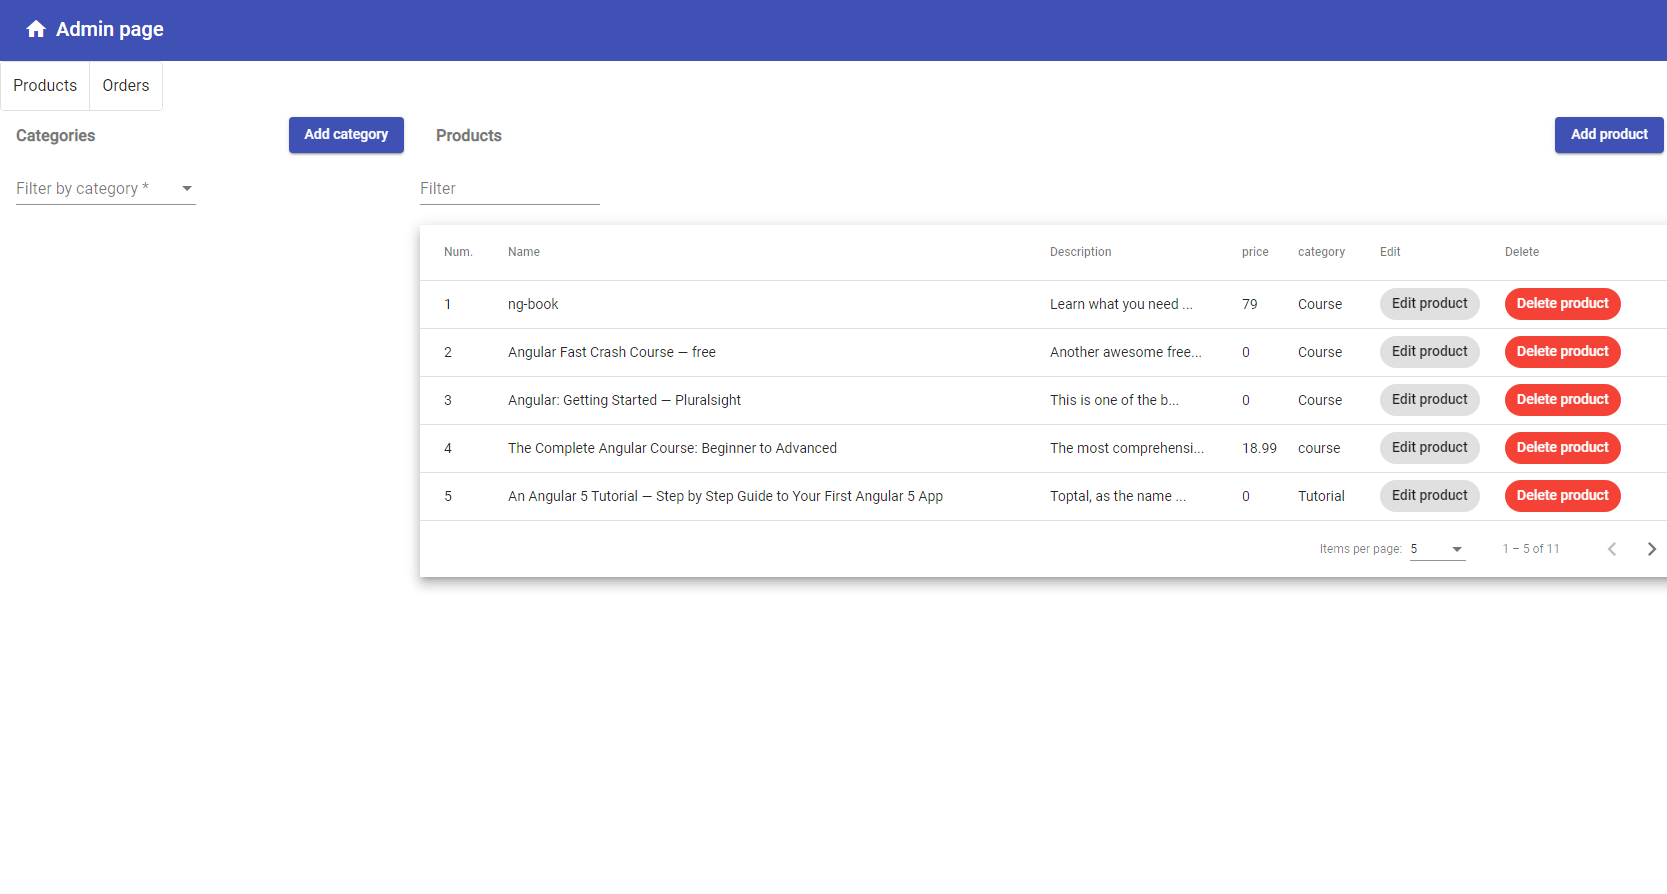 Admin page
Products Orders
Categories Add category Products Add product
Filter by category * Filter
Num. Name Description price category Edit Delete
1 ng-book Learn what you need ... 79 Course Edit product Delete product
2 Angular Fast Crash Course — free Another awesome free... 0 Course Edit product Delete product
3 Angular: Getting Started — Pluralsight This is one of the b... 0 Course Edit product Delete product
4 The Complete Angular Course: Beginner to Advanced The most comprehensi... 18.99 course Edit product Delete product
5 An Angular 5 Tutorial — Step by Step Guide to Your First Angular 5 App Toptal, as the name ... 0 Tutorial Edit product Delete product
Items per page: 5 1 – 5 of 11